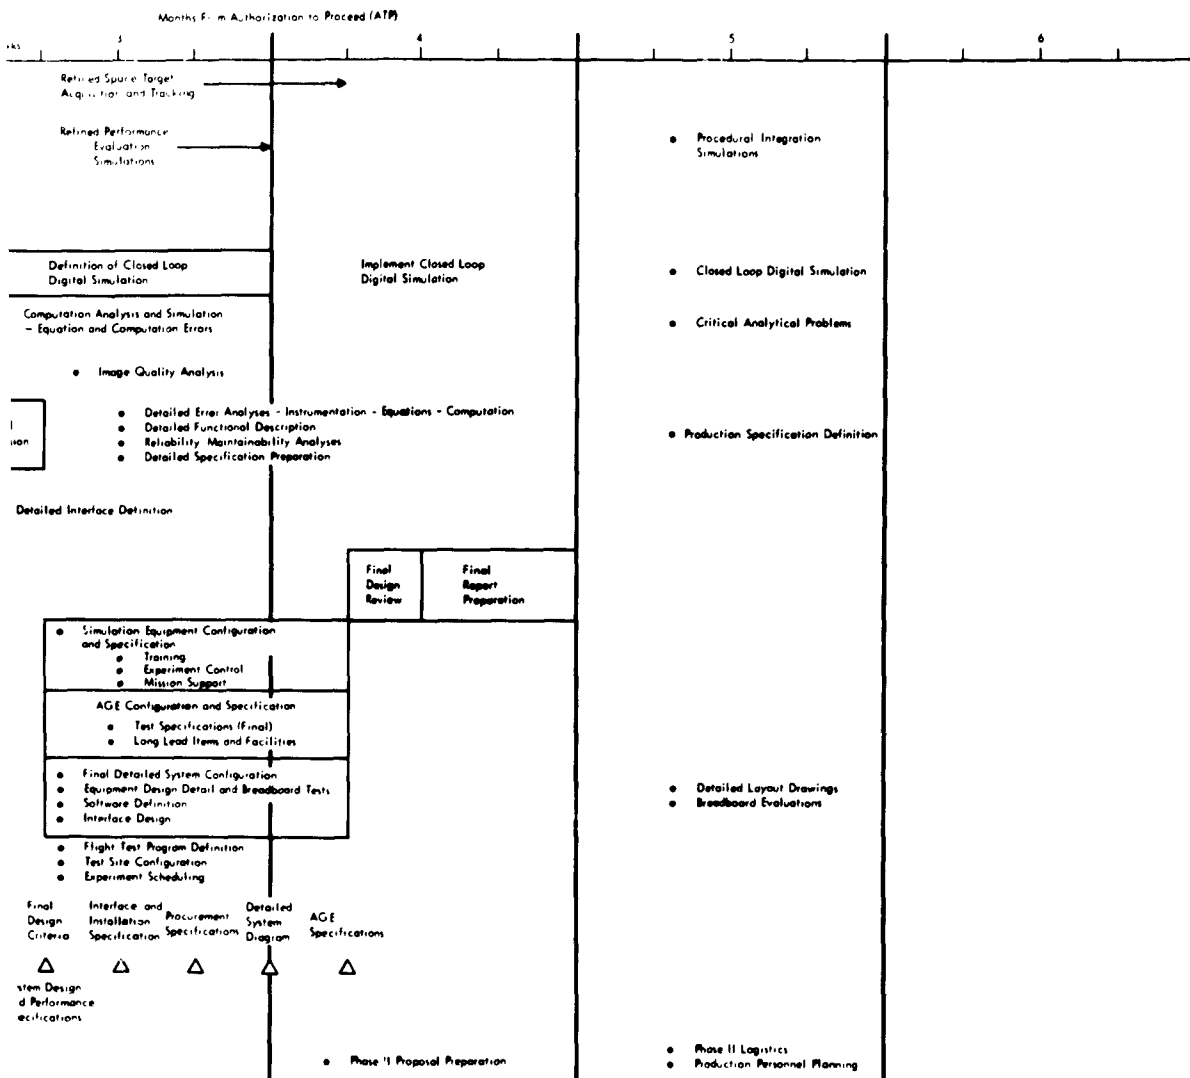 Months From Authorization to Proceed (ATP)
3 4 5 6
Refined Space Target
Acquisition and Tracking
Refined Performance
Evaluation
Simulations
• Procedural Integration
Simulations
Definition of Closed Loop
Digital Simulation
Implement Closed Loop
Digital Simulation
• Closed Loop Digital Simulation
Computation Analysis and Simulation
– Equation and Computation Errors
• Critical Analytical Problems
• Image Quality Analysis
• Detailed Error Analyses - Instrumentation - Equations - Computation
• Detailed Functional Description
• Reliability Maintainability Analyses
• Detailed Specification Preparation
• Production Specification Definition
Detailed Interface Definition
Final
Design
Review
Final
Report
Preparation
• Simulation Equipment Configuration
and Specification
• Training
• Experiment Control
• Mission Support
AGE Configuration and Specification
• Test Specifications (Final)
• Long Lead Items and Facilities
• Final Detailed System Configuration
• Equipment Design Detail and Breadboard Tests
• Software Definition
• Interface Design
• Detailed Layout Drawings
• Breadboard Evaluations
• Flight Test Program Definition
• Test Site Configuration
• Experiment Scheduling
Final
Design
Criteria
Interface and
Installation
Specification
Procurement
Specifications
Detailed
System
Diagram
AGE
Specifications
stem Design
d Performance
ecifications
• Phase II Proposal Preparation
• Phase II Logistics
• Production Personnel Planning